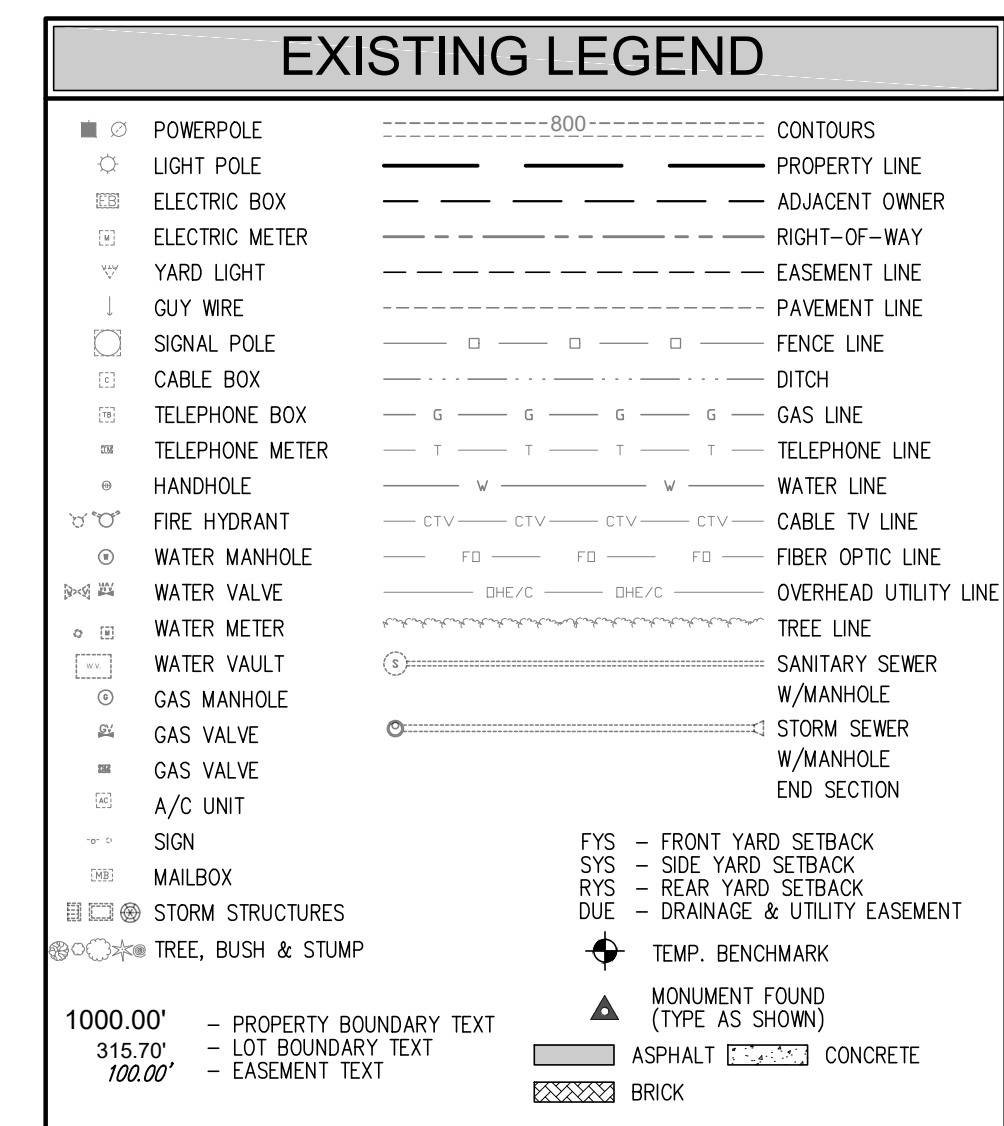 EXISTING LEGEND
POWERPOLE
LIGHT POLE
EB ELECTRIC BOX
M ELECTRIC METER
YARD LIGHT
GUY WIRE
SIGNAL POLE
C CABLE BOX
TB TELEPHONE BOX
TELEPHONE METER
HANDHOLE
FIRE HYDRANT
W WATER MANHOLE
WV WATER VALVE
M WATER METER
W.V. WATER VAULT
G GAS MANHOLE
GV GAS VALVE
GAS VALVE
AC A/C UNIT
SIGN
MB MAILBOX
STORM STRUCTURES
TREE, BUSH & STUMP
800 CONTOURS
PROPERTY LINE
ADJACENT OWNER
RIGHT-OF-WAY
EASEMENT LINE
PAVEMENT LINE
FENCE LINE
DITCH
G G G G GAS LINE
T T T T TELEPHONE LINE
W W WATER LINE
CTV CTV CTV CTV CABLE TV LINE
FO FO FO FIBER OPTIC LINE
OHE/C OHE/C OVERHEAD UTILITY LINE
TREE LINE
S SANITARY SEWER
W/MANHOLE
STORM SEWER
W/MANHOLE
END SECTION
FYS – FRONT YARD SETBACK
SYS – SIDE YARD SETBACK
RYS – REAR YARD SETBACK
DUE – DRAINAGE & UTILITY EASEMENT
TEMP. BENCHMARK
MONUMENT FOUND
(TYPE AS SHOWN)
ASPHALT CONCRETE
BRICK
1000.00' – PROPERTY BOUNDARY TEXT
315.70' – LOT BOUNDARY TEXT
100.00' – EASEMENT TEXT